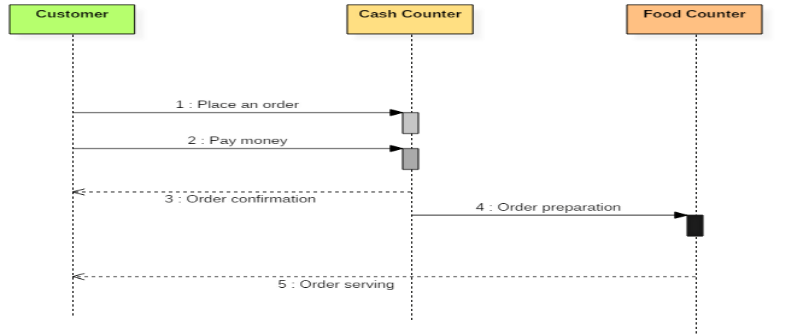 Customer
Cash Counter
Food Counter
1 : Place an order
2 : Pay money
3 : Order confirmation
4 : Order preparation
5 : Order serving